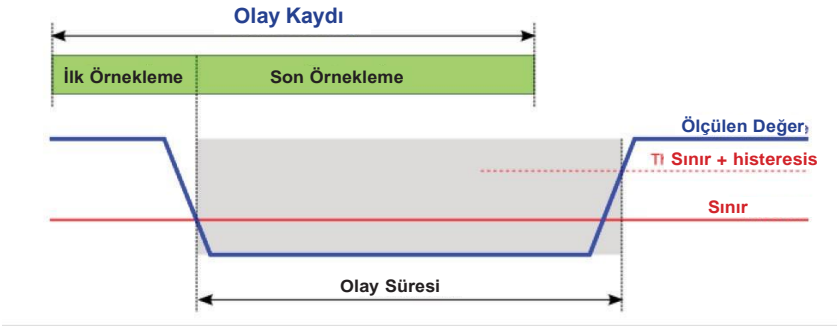 Olay Kaydı
İlk Örnekleme
Son Örnekleme
Ölçülen Değer
Sınır + histeresis
Sınır
Olay Süresi